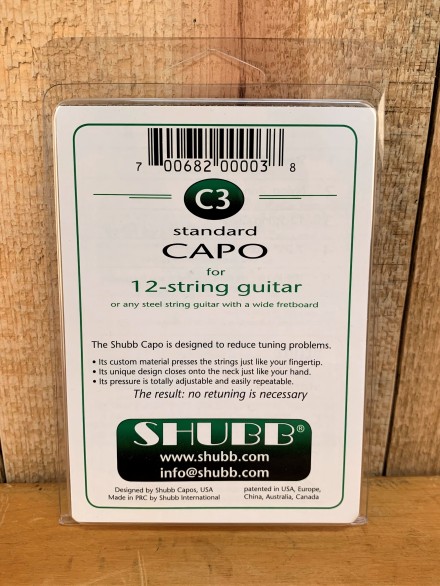 7 00682 00003 8
C3
standard
CAPO
for
12-string guitar
or any steel string guitar with a wide fretboard
The Shubb Capo is designed to reduce tuning problems.
• Its custom material presses the strings just like your fingertip.
• Its unique design closes onto the neck just like your hand.
• Its pressure is totally adjustable and easily repeatable.
The result: no retuning is necessary
SHUBB®
www.shubb.com
info@shubb.com
Designed by Shubb Capos, USA
Made in PRC by Shubb International
patented in USA, Europe,
China, Australia, Canada